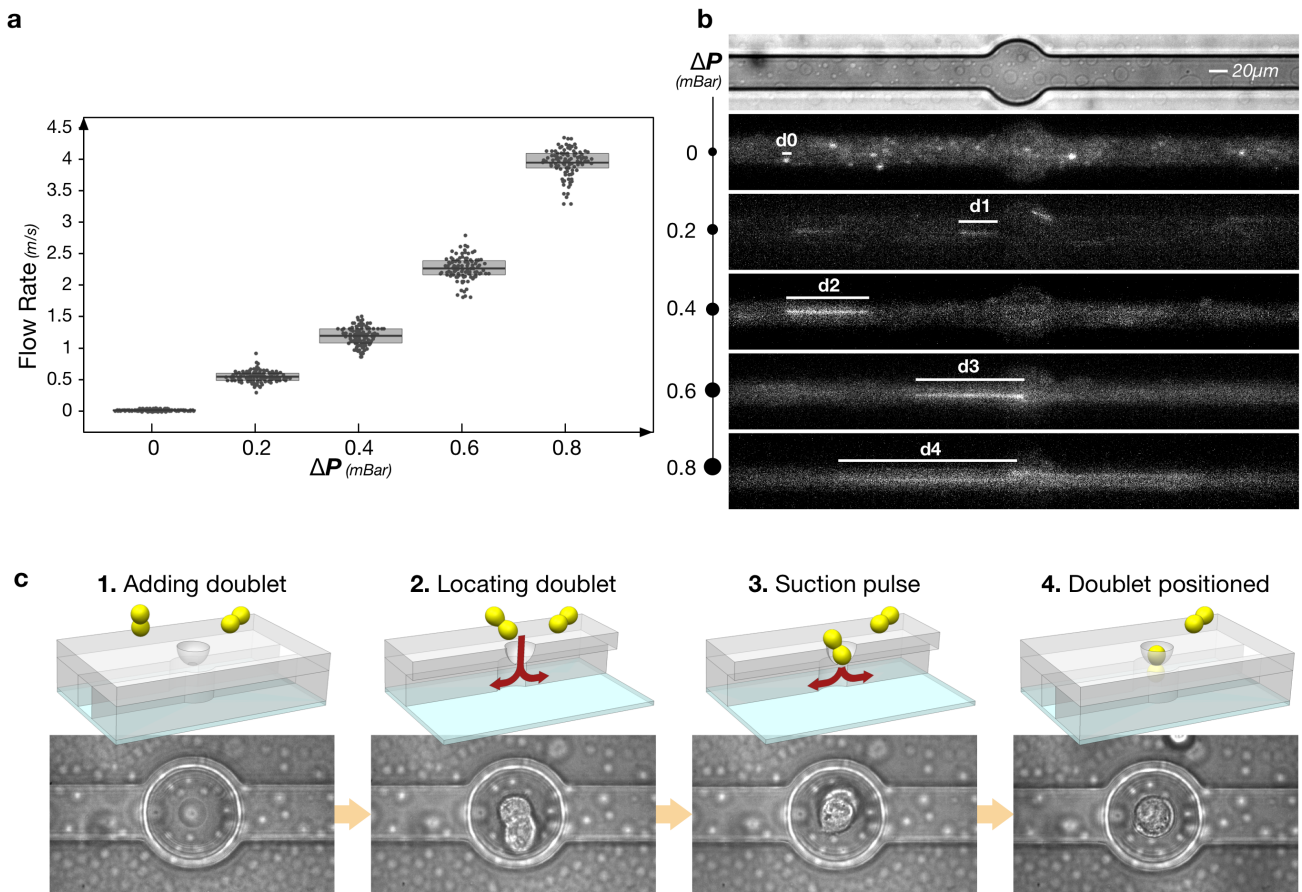 a
Flow Rate (m/s)
4.5
4
3.5
3
2.5
2
1.5
1
0.5
0
0
0.2
0.4
0.6
0.8
ΔP (mBar)
b
ΔP
(mBar)
20µm
0
d0
0.2
d1
0.4
d2
0.6
d3
0.8
d4
c
1. Adding doublet
2. Locating doublet
3. Suction pulse
4. Doublet positioned